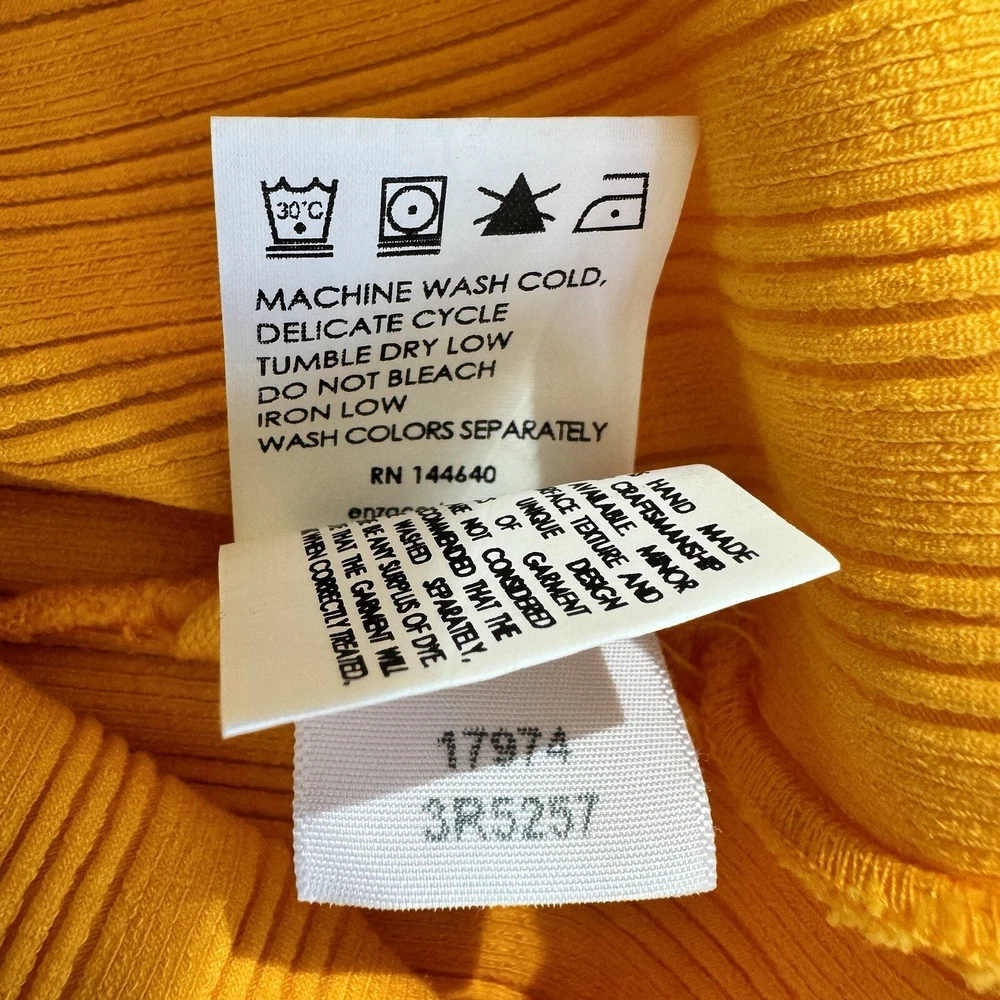 30°C
MACHINE WASH COLD,
DELICATE CYCLE
TUMBLE DRY LOW
DO NOT BLEACH
IRON LOW
WASH COLORS SEPARATELY
RN 144640
HAND MADE
CRAFTSMANSHIP
AVAILABLE. MINOR
TEXTURE AND
UNIQUE DESIGN
OF GARMENT
NOT CONSIDERED
THAT THE
WASHED SEPARATELY,
BE ANY SURPLUS OF DYE
THAT THE GARMENT WILL
WHEN CORRECTLY TREATED.
17974
3R5257